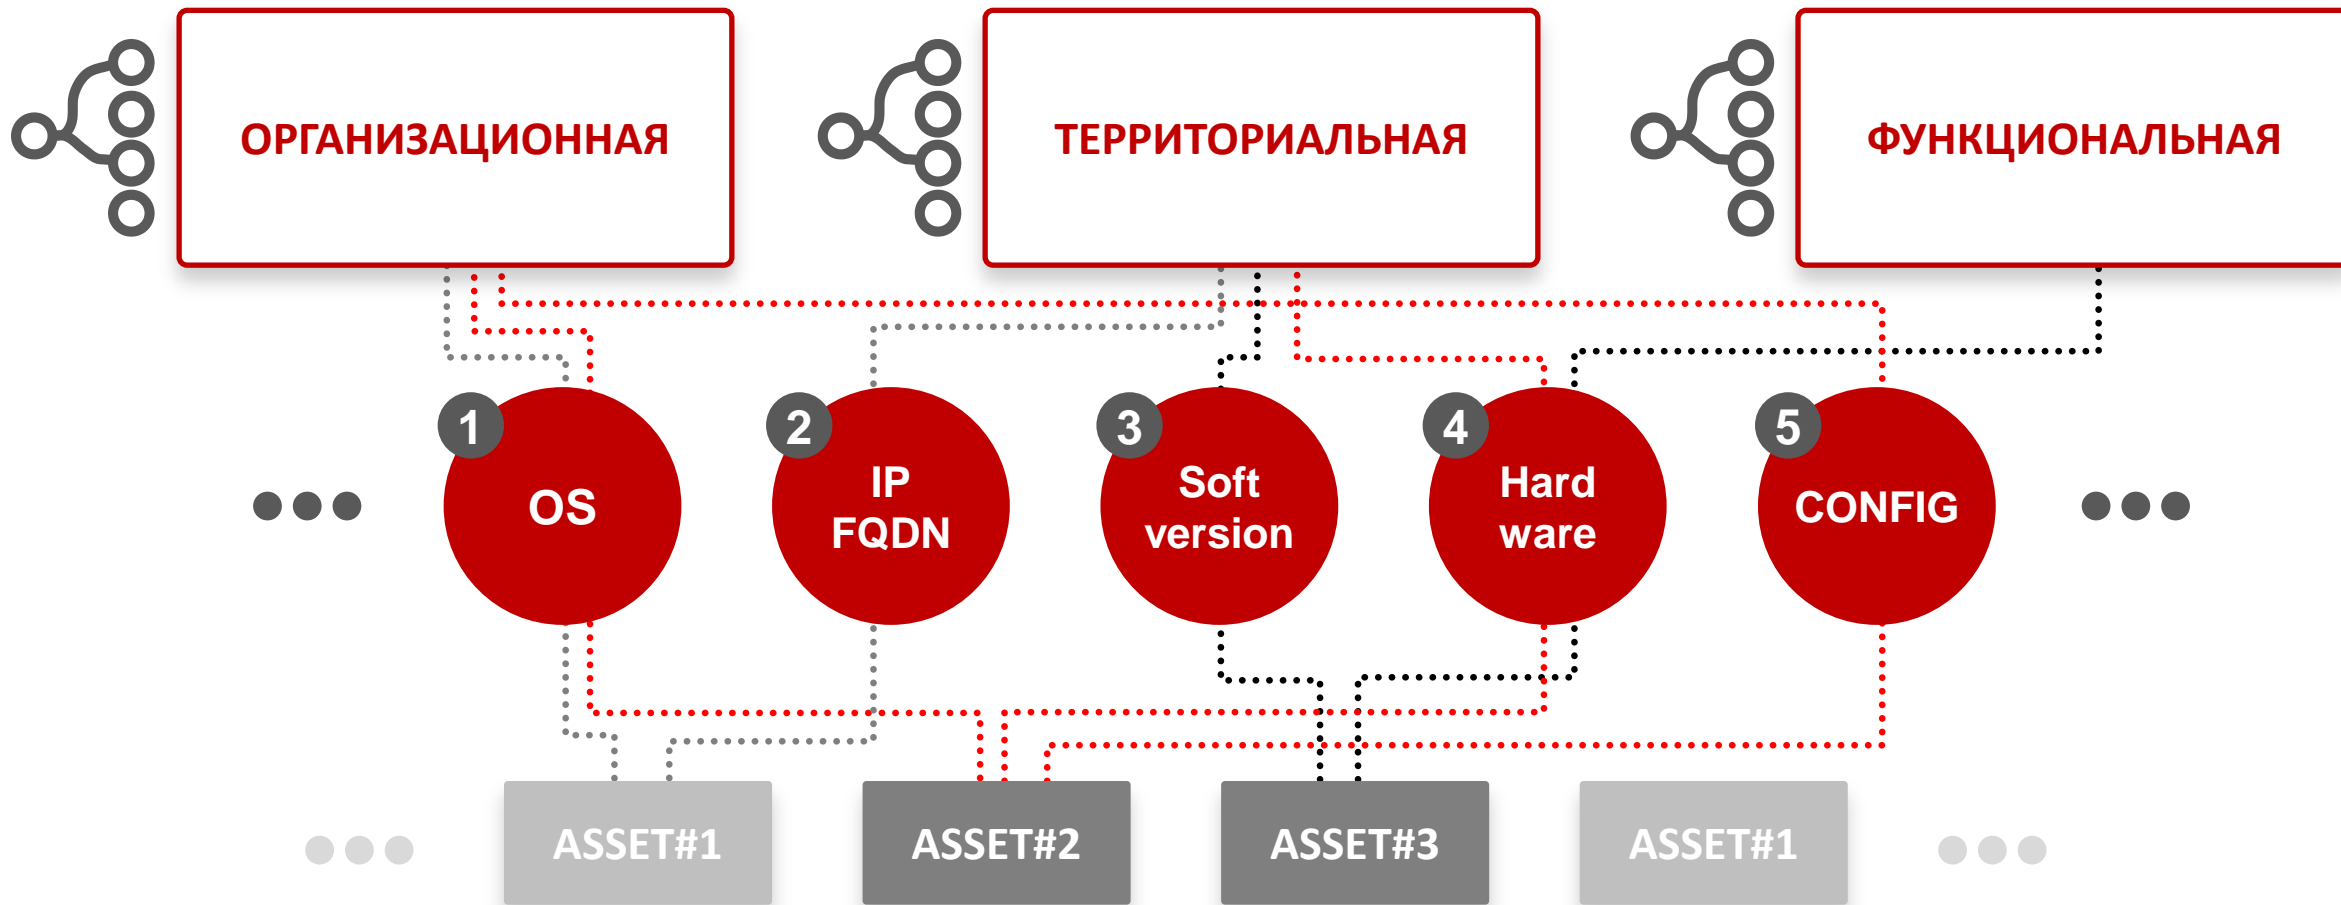 ОРГАНИЗАЦИОННАЯ
ТЕРРИТОРИАЛЬНАЯ
ФУНКЦИОНАЛЬНАЯ
1
OS
2
IP
FQDN
3
Soft
version
4
Hard
ware
5
CONFIG
ASSET#1
ASSET#2
ASSET#3
ASSET#1